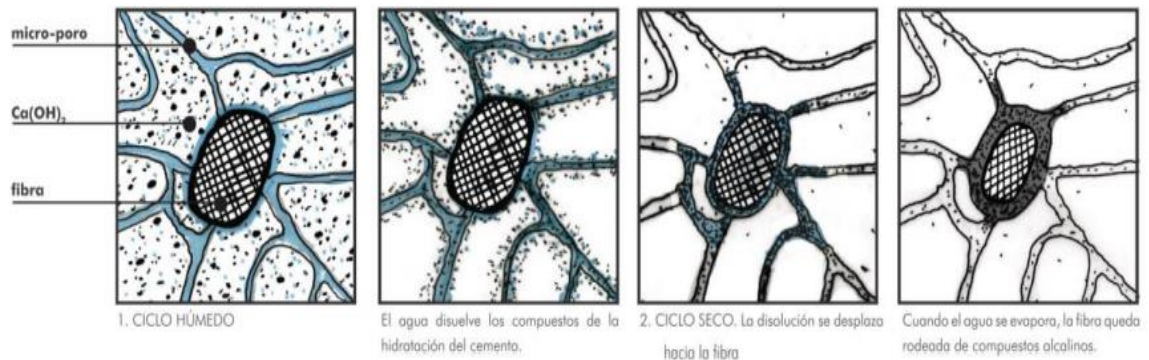 micro-poro
Ca(OH)₂
fibra
1. CICLO HÚMEDO
El agua disuelve los compuestos de la
hidratación del cemento.
2. CICLO SECO. La disolución se desplaza
hacia la fibra
Cuando el agua se evapora, la fibra queda
rodeada de compuestos alcalinos.